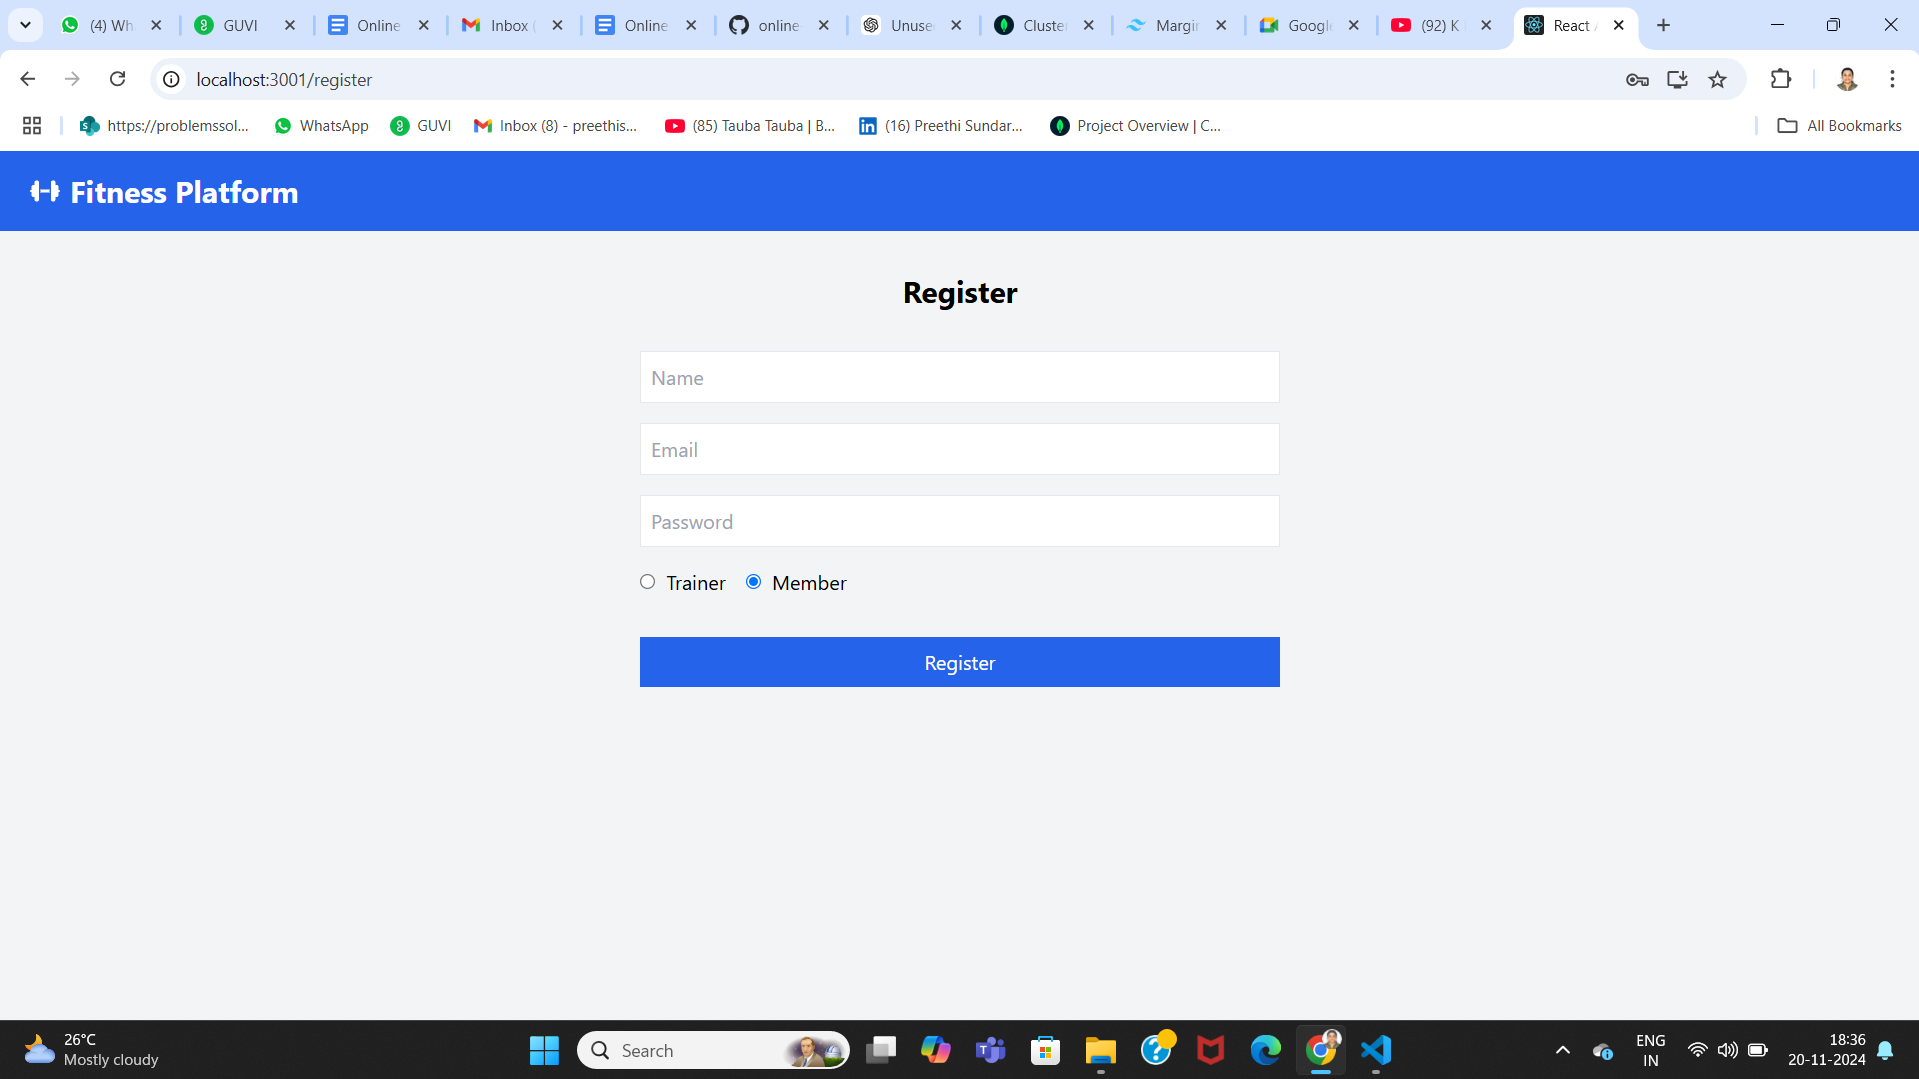 (4) Wh
GUVI
Online
Inbox (
Online
online-
Unuse
Cluster
Margin
Google
(92) K
React A
localhost:3001/register
https://problemssol...
WhatsApp
GUVI
Inbox (8) - preethis...
(85) Tauba Tauba | B...
(16) Preethi Sundar...
Project Overview | C...
All Bookmarks
Fitness Platform
Register
Name
Email
Password
Trainer Member
Register
26°C
Mostly cloudy
Search
ENG
IN
18:36
20-11-2024